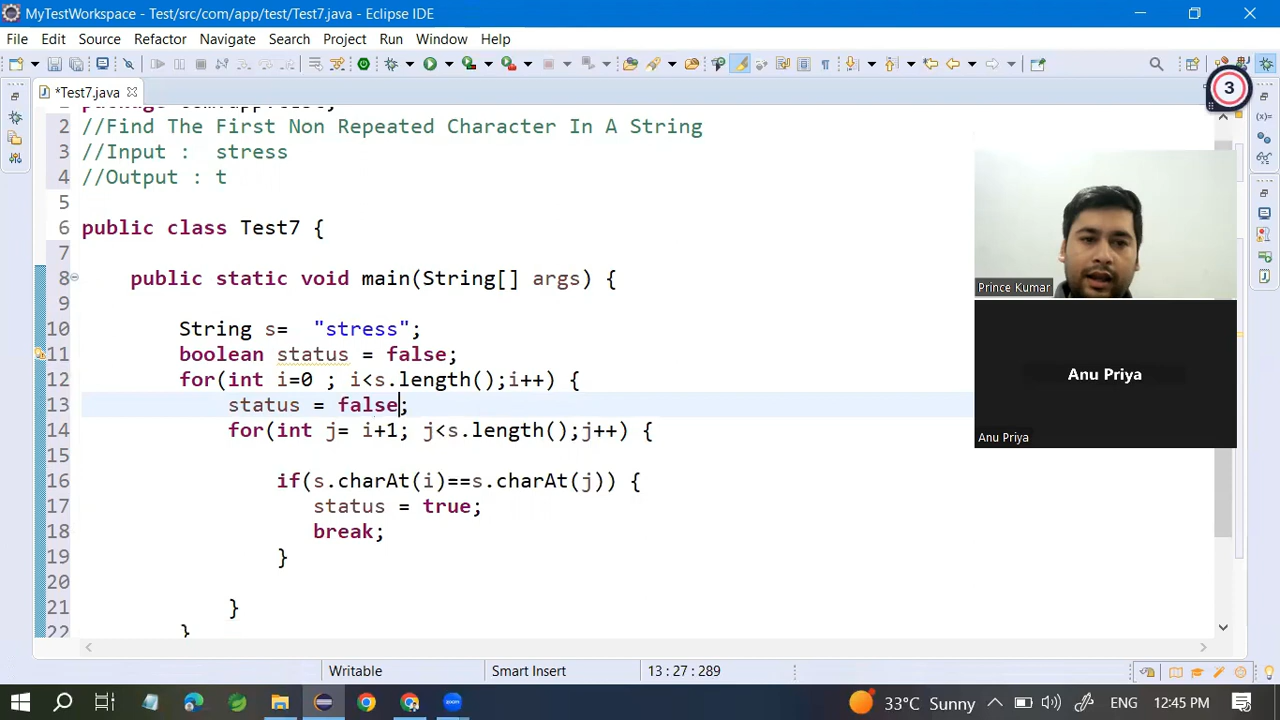 MyTestWorkspace - Test/src/com/app/test/Test7.java - Eclipse IDE
File Edit Source Refactor Navigate Search Project Run Window Help
*Test7.java
3
2 //Find The First Non Repeated Character In A String
3 //Input :  stress
4 //Output : t
5
6 public class Test7 {
7
8 public static void main(String[] args) {
9
10 String s=  "stress";
11 boolean status = false;
12 for(int i=0 ; i<s.length();i++) {
13 status = false;
14 for(int j= i+1; j<s.length();j++) {
15
16 if(s.charAt(i)==s.charAt(j)) {
17 status = true;
18 break;
19 }
20
21 }
22 }
Prince Kumar
Anu Priya
Anu Priya
Writable Smart Insert 13 : 27 : 289
33°C Sunny ENG 12:45 PM